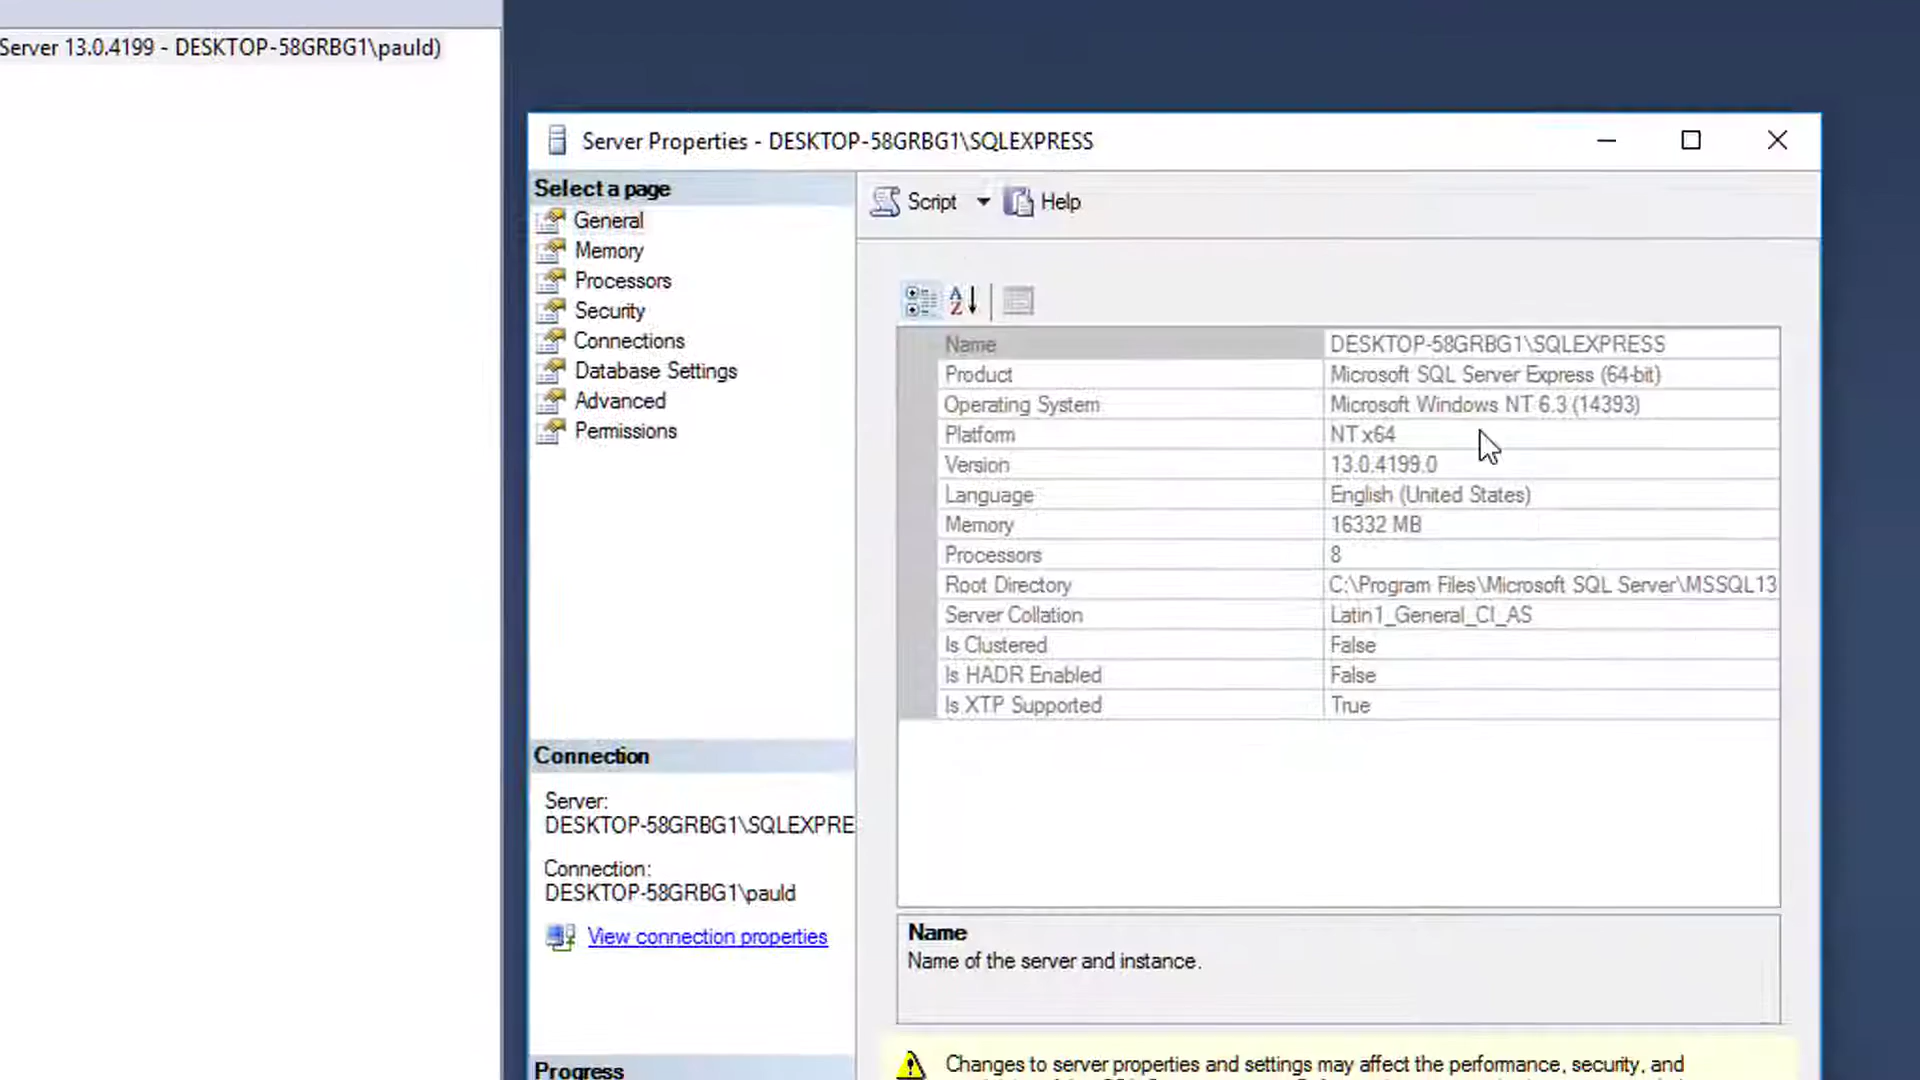 Server 13.0.4199 - DESKTOP-58GRBG1\pauld)
Server Properties - DESKTOP-58GRBG1\SQLEXPRESS
Select a page
General
Memory
Processors
Security
Connections
Database Settings
Advanced
Permissions
Script Help
Name DESKTOP-58GRBG1\SQLEXPRESS
Product Microsoft SQL Server Express (64-bit)
Operating System Microsoft Windows NT 6.3 (14393)
Platform NT x64
Version 13.0.4199.0
Language English (United States)
Memory 16332 MB
Processors 8
Root Directory C:\Program Files\Microsoft SQL Server\MSSQL13
Server Collation Latin1_General_CI_AS
Is Clustered False
Is HADR Enabled False
Is XTP Supported True
Connection
Server:
DESKTOP-58GRBG1\SQLEXPRE
Connection:
DESKTOP-58GRBG1\pauld
View connection properties
Name
Name of the server and instance.
Progress
Changes to server properties and settings may affect the performance, security, and